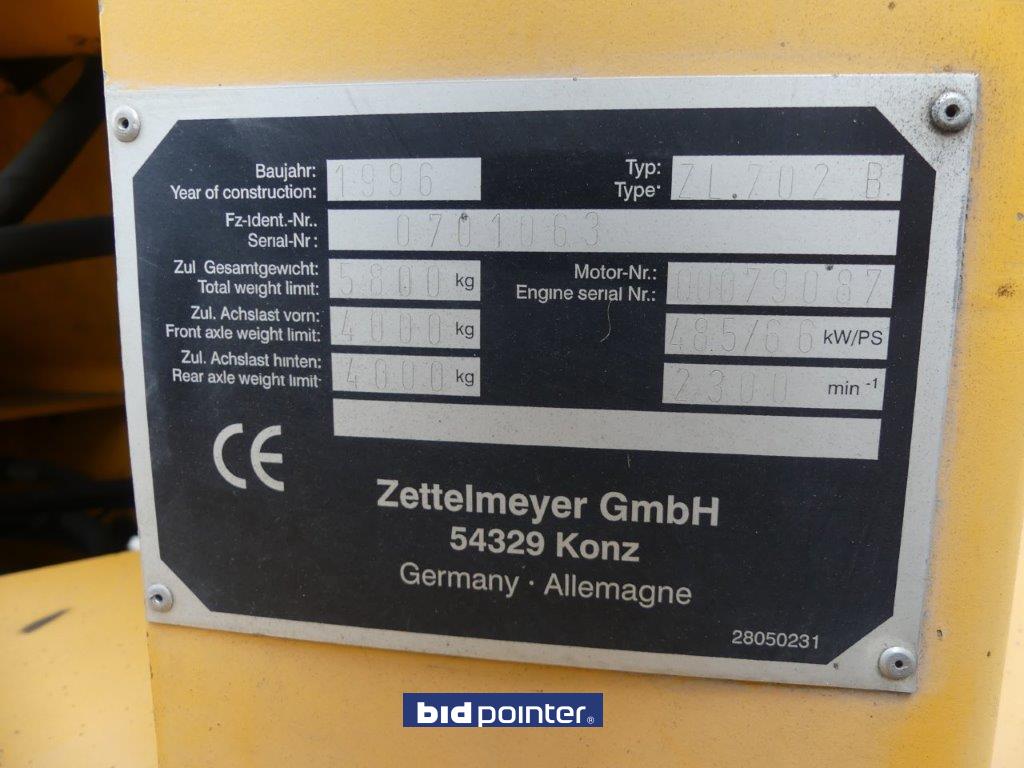 Baujahr: 1996 Typ: ZL 702 B
Year of construction: Type:
Fz-ident.-Nr.. 0701063
Serial-Nr:
Zul Gesamtgewicht: 5800 kg Motor-Nr.: 00079087
Total weight limit: Engine serial Nr.:
Zul. Achslast vorn: 4000 kg 48.5/66 kW/PS
Front axle weight limit:
Zul. Achslast hinten: 4000 kg 2300 min -1
Rear axle weight limit
CE
Zettelmeyer GmbH
54329 Konz
Germany · Allemagne
28050231
bidpointer®